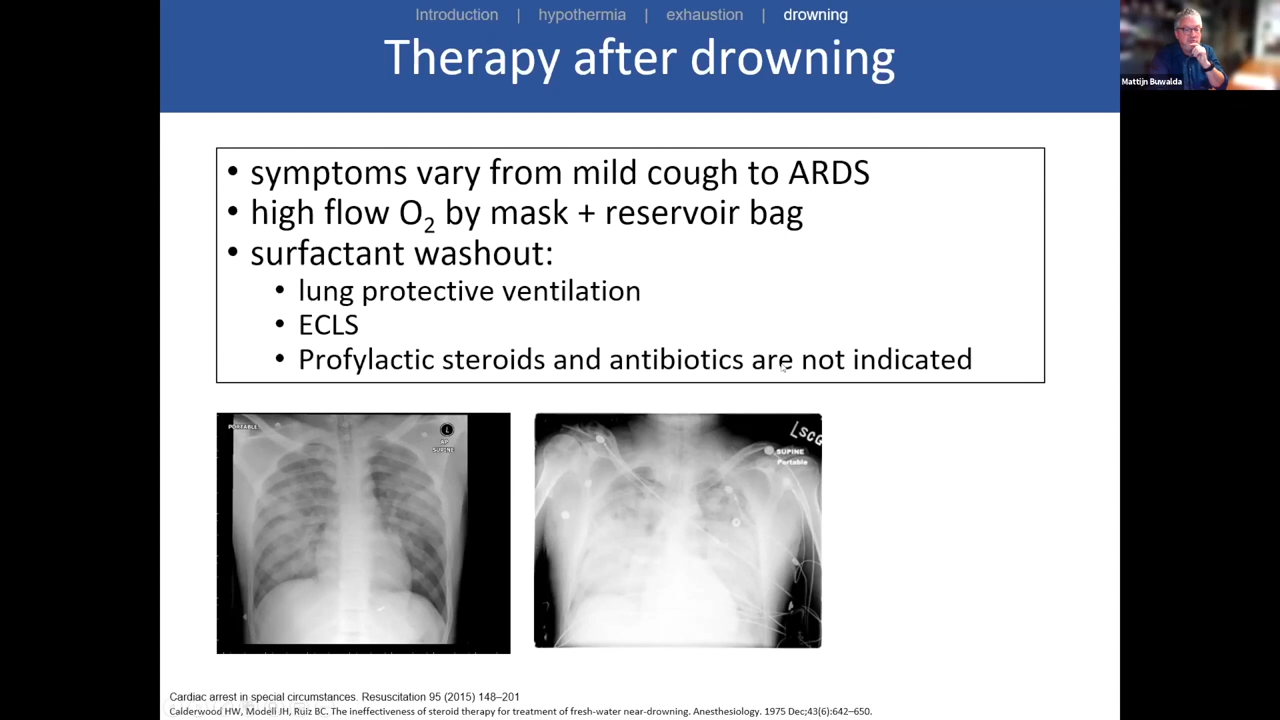 Introduction | hypothermia | exhaustion | drowning
Therapy after drowning
Mattijn Buwalda
• symptoms vary from mild cough to ARDS
• high flow O₂ by mask + reservoir bag
• surfactant washout:
• lung protective ventilation
• ECLS
• Profylactic steroids and antibiotics are not indicated
PORTABLE
L
AP
SUPINE
LSCG
SUPINE
Portable
Cardiac arrest in special circumstances. Resuscitation 95 (2015) 148–201
Calderwood HW, Modell JH, Ruiz BC. The ineffectiveness of steroid therapy for treatment of fresh-water near-drowning. Anesthesiology. 1975 Dec;43(6):642–650.